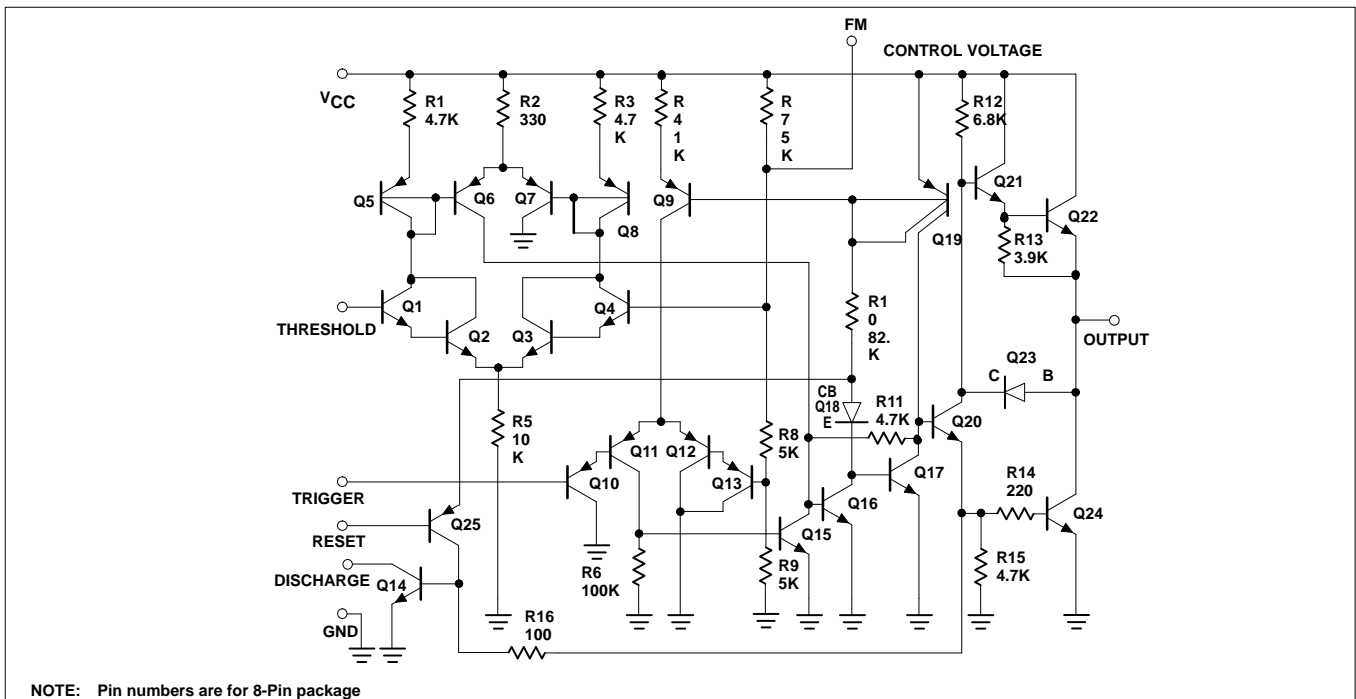 FM
CONTROL VOLTAGE
VCC
R1
4.7K
R2
330
R3
4.7
K
R
4
1
K
R
7
5
K
R12
6.8K
Q5
Q6
Q7
Q8
Q9
Q19
Q21
Q22
R13
3.9K
THRESHOLD
Q1
Q2
Q3
Q4
R1
0
82.
K
OUTPUT
Q23
C
B
CB
Q18
E
R11
4.7K
Q20
R5
10
K
Q11
Q12
R8
5K
TRIGGER
Q10
Q13
Q16
Q17
R14
220
Q24
RESET
Q25
Q15
DISCHARGE
Q14
R6
100K
R9
5K
R15
4.7K
GND
R16
100
NOTE: Pin numbers are for 8-Pin package